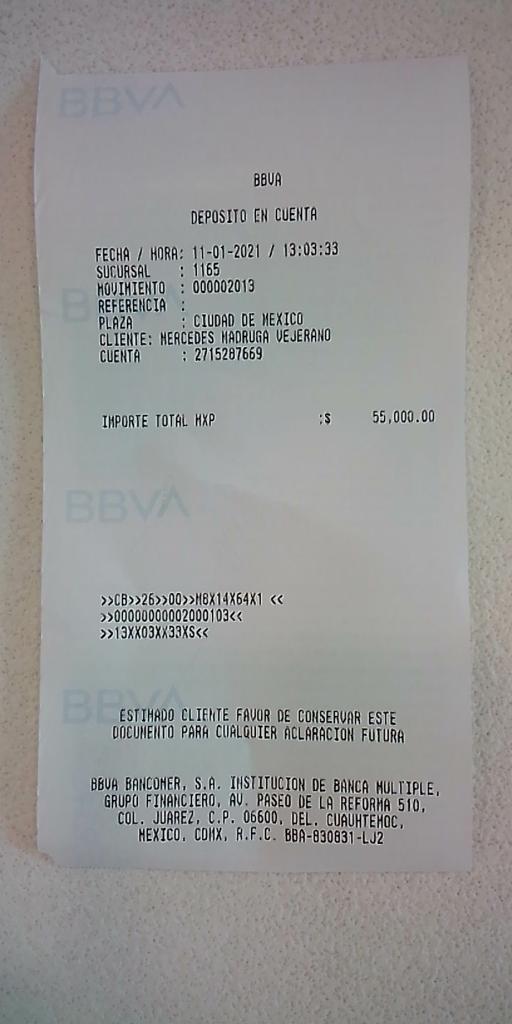 BBVA
BBVA
DEPOSITO EN CUENTA
FECHA / HORA: 11-01-2021 / 13:03:33
SUCURSAL : 1165
MOVIMIENTO : 000002013
REFERENCIA :
PLAZA : CIUDAD DE MEXICO
CLIENTE: MERCEDES MADRUGA VEJERANO
CUENTA : 2715287669
IMPORTE TOTAL MXP :$ 55,000.00
BBVA
>>CB>>26>>00>>M8X14X64X1 <<
>>00000000002000103<<
>>13XX03XX33XS<<
BBVA
ESTIMADO CLIENTE FAVOR DE CONSERVAR ESTE
DOCUMENTO PARA CUALQUIER ACLARACION FUTURA
BBVA BANCOMER, S.A. INSTITUCION DE BANCA MULTIPLE,
GRUPO FINANCIERO, AV. PASEO DE LA REFORMA 510,
COL. JUAREZ, C.P. 06600, DEL. CUAUHTEMOC,
MEXICO, CDMX, R.F.C. BBA-830831-LJ2